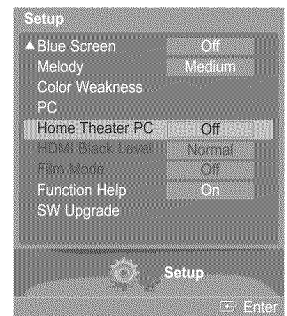 Setup
▲Blue Screen Off
Melody Medium
Color Weakness
PC
Home Theater PC Off
HDMI Black Level Normal
Film Mode Off
Function Help On
SW Upgrade
Setup
Enter